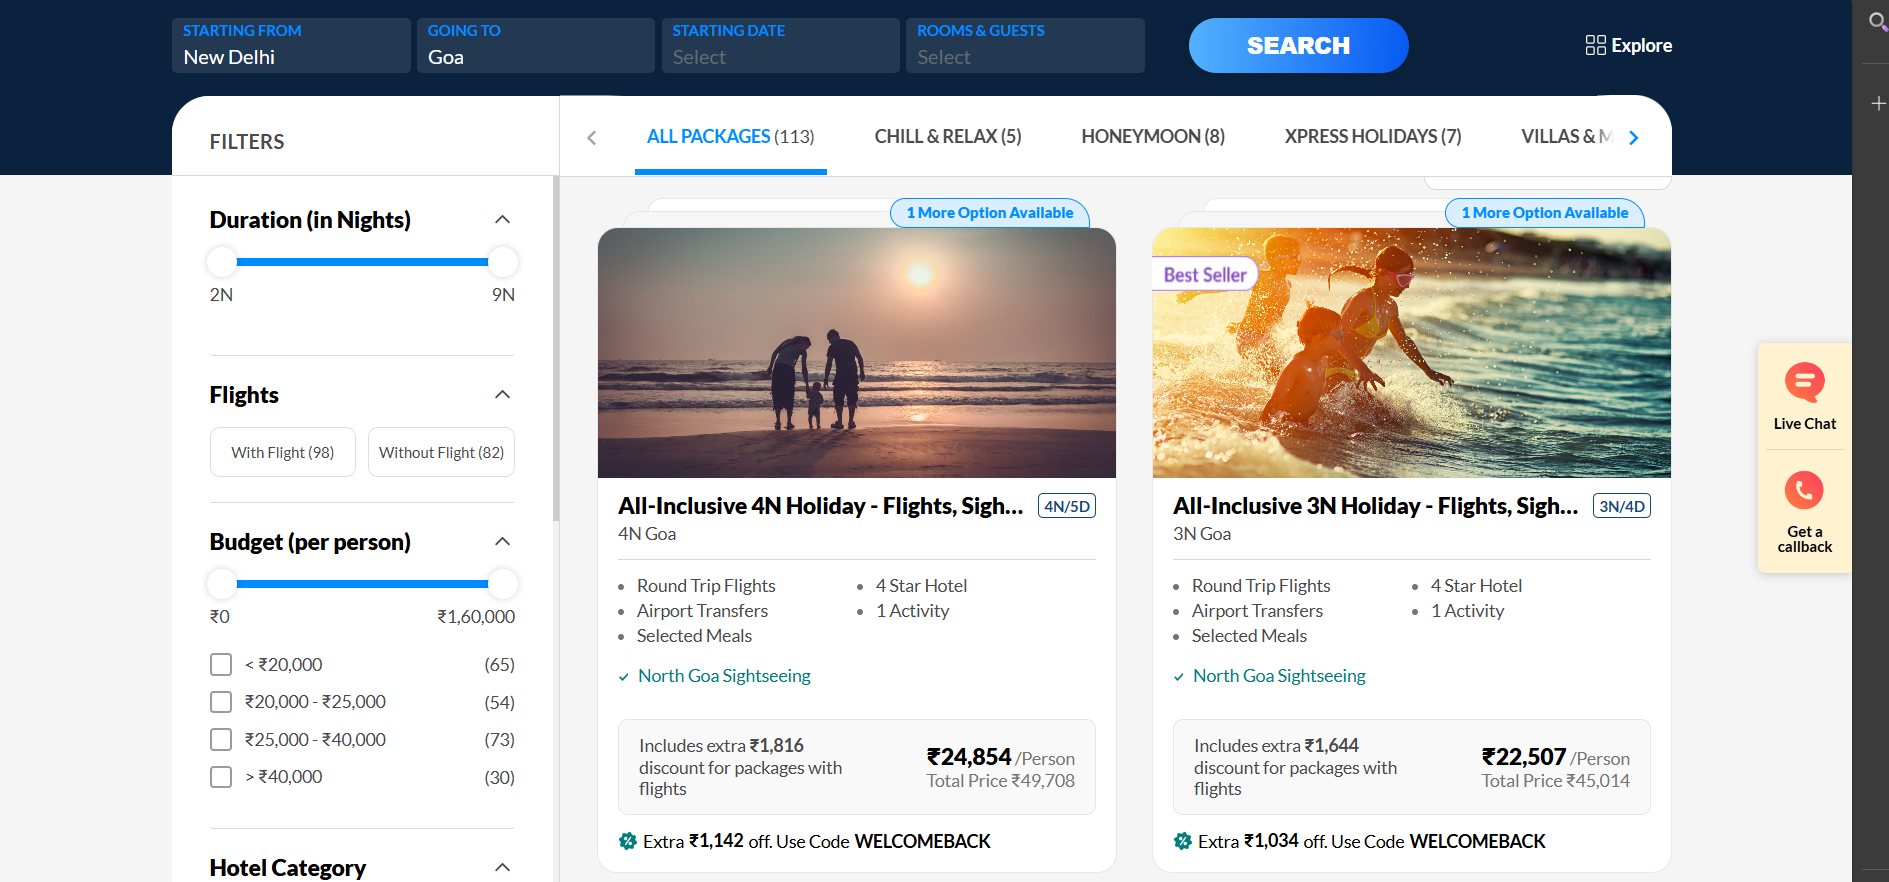 STARTING FROM
New Delhi
GOING TO
Goa
STARTING DATE
Select
ROOMS & GUESTS
Select
SEARCH
Explore
FILTERS
ALL PACKAGES (113)
CHILL & RELAX (5)
HONEYMOON (8)
XPRESS HOLIDAYS (7)
VILLAS & M
Duration (in Nights)
2N
9N
Flights
With Flight (98)
Without Flight (82)
Budget (per person)
₹0
₹1,60,000
< ₹20,000 (65)
₹20,000 - ₹25,000 (54)
₹25,000 - ₹40,000 (73)
> ₹40,000 (30)
Hotel Category
1 More Option Available
All-Inclusive 4N Holiday - Flights, Sigh...
4N/5D
4N Goa
Round Trip Flights
Airport Transfers
Selected Meals
4 Star Hotel
1 Activity
North Goa Sightseeing
Includes extra ₹1,816
discount for packages with
flights
₹24,854 /Person
Total Price ₹49,708
Extra ₹1,142 off. Use Code WELCOMEBACK
1 More Option Available
Best Seller
All-Inclusive 3N Holiday - Flights, Sigh...
3N/4D
3N Goa
Round Trip Flights
Airport Transfers
Selected Meals
4 Star Hotel
1 Activity
North Goa Sightseeing
Includes extra ₹1,644
discount for packages with
flights
₹22,507 /Person
Total Price ₹45,014
Extra ₹1,034 off. Use Code WELCOMEBACK
Live Chat
Get a
callback